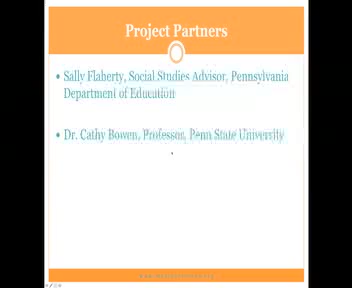 Project Partners
• Sally Flaherty, Social Studies Advisor, Pennsylvania
Department of Education
• Dr. Cathy Bowen, Professor, Penn State University